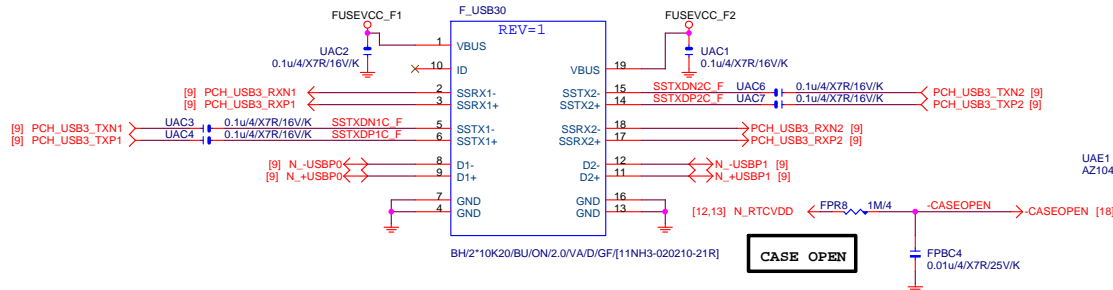 F_USB30
FUSEVCC_F1
FUSEVCC_F2
REV=1
1 VBUS
UAC2
0.1u/4/X7R/16V/K
10 ID
VBUS 19
UAC1
0.1u/4/X7R/16V/K
[9] PCH_USB3_RXN1 2 SSRX1-
[9] PCH_USB3_RXP1 3 SSRX1+
SSTX2- 15 SSTXDN2C_F UAC6 0.1u/4/X7R/16V/K PCH_USB3_TXN2 [9]
SSTX2+ 14 SSTXDP2C_F UAC7 0.1u/4/X7R/16V/K PCH_USB3_TXP2 [9]
[9] PCH_USB3_TXN1 UAC3 0.1u/4/X7R/16V/K SSTXDN1C_F 5 SSTX1-
[9] PCH_USB3_TXP1 UAC4 0.1u/4/X7R/16V/K SSTXDP1C_F 6 SSTX1+
SSRX2- 18 PCH_USB3_RXN2 [9]
SSRX2+ 17 PCH_USB3_RXP2 [9]
[9] N_-USBP0 8 D1-
[9] N_+USBP0 9 D1+
D2- 12 N_-USBP1 [9]
D2+ 11 N_+USBP1 [9]
7 GND
4 GND
GND 16
GND 13
BH/2*10K20/BU/ON/2.0/VA/D/GF/[11NH3-020210-21R]
UAE1
AZ104
[12,13] N_RTCVDD FPR8 1M/4 -CASEOPEN -CASEOPEN [18]
CASE OPEN
FPBC4
0.01u/4/X7R/25V/K